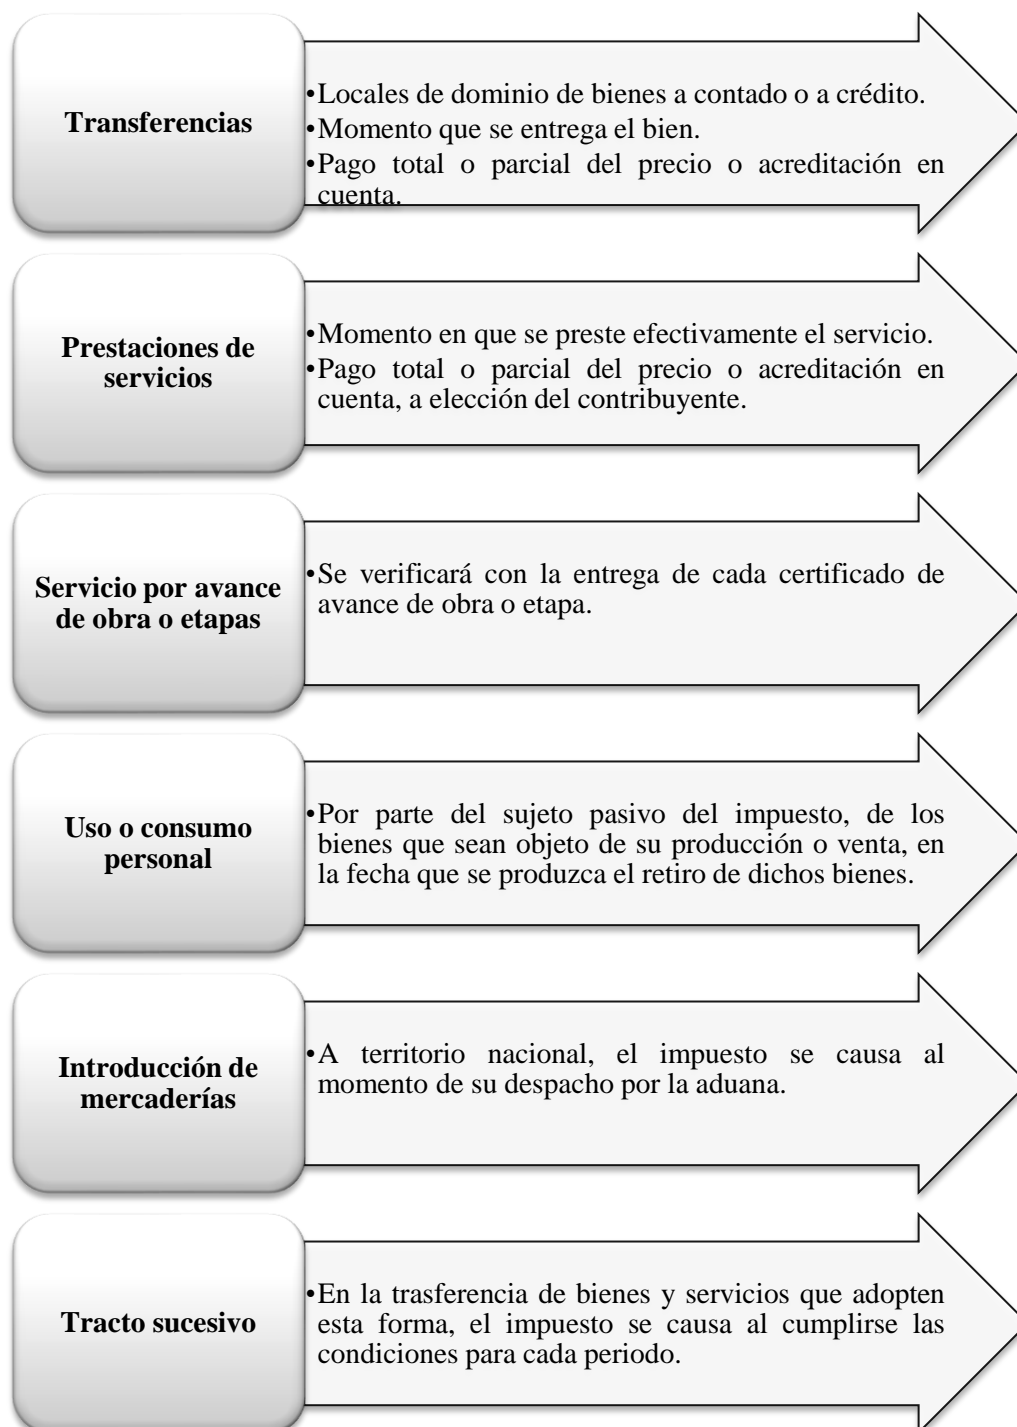 Transferencias
•Locales de dominio de bienes a contado o a crédito.
•Momento que se entrega el bien.
•Pago total o parcial del precio o acreditación en
cuenta.
Prestaciones de
servicios
•Momento en que se preste efectivamente el servicio.
•Pago total o parcial del precio o acreditación en
cuenta, a elección del contribuyente.
Servicio por avance
de obra o etapas
•Se verificará con la entrega de cada certificado de
avance de obra o etapa.
Uso o consumo
personal
•Por parte del sujeto pasivo del impuesto, de los
bienes que sean objeto de su producción o venta, en
la fecha que se produzca el retiro de dichos bienes.
Introducción de
mercaderías
•A territorio nacional, el impuesto se causa al
momento de su despacho por la aduana.
Tracto sucesivo
•En la trasferencia de bienes y servicios que adopten
esta forma, el impuesto se causa al cumplirse las
condiciones para cada periodo.